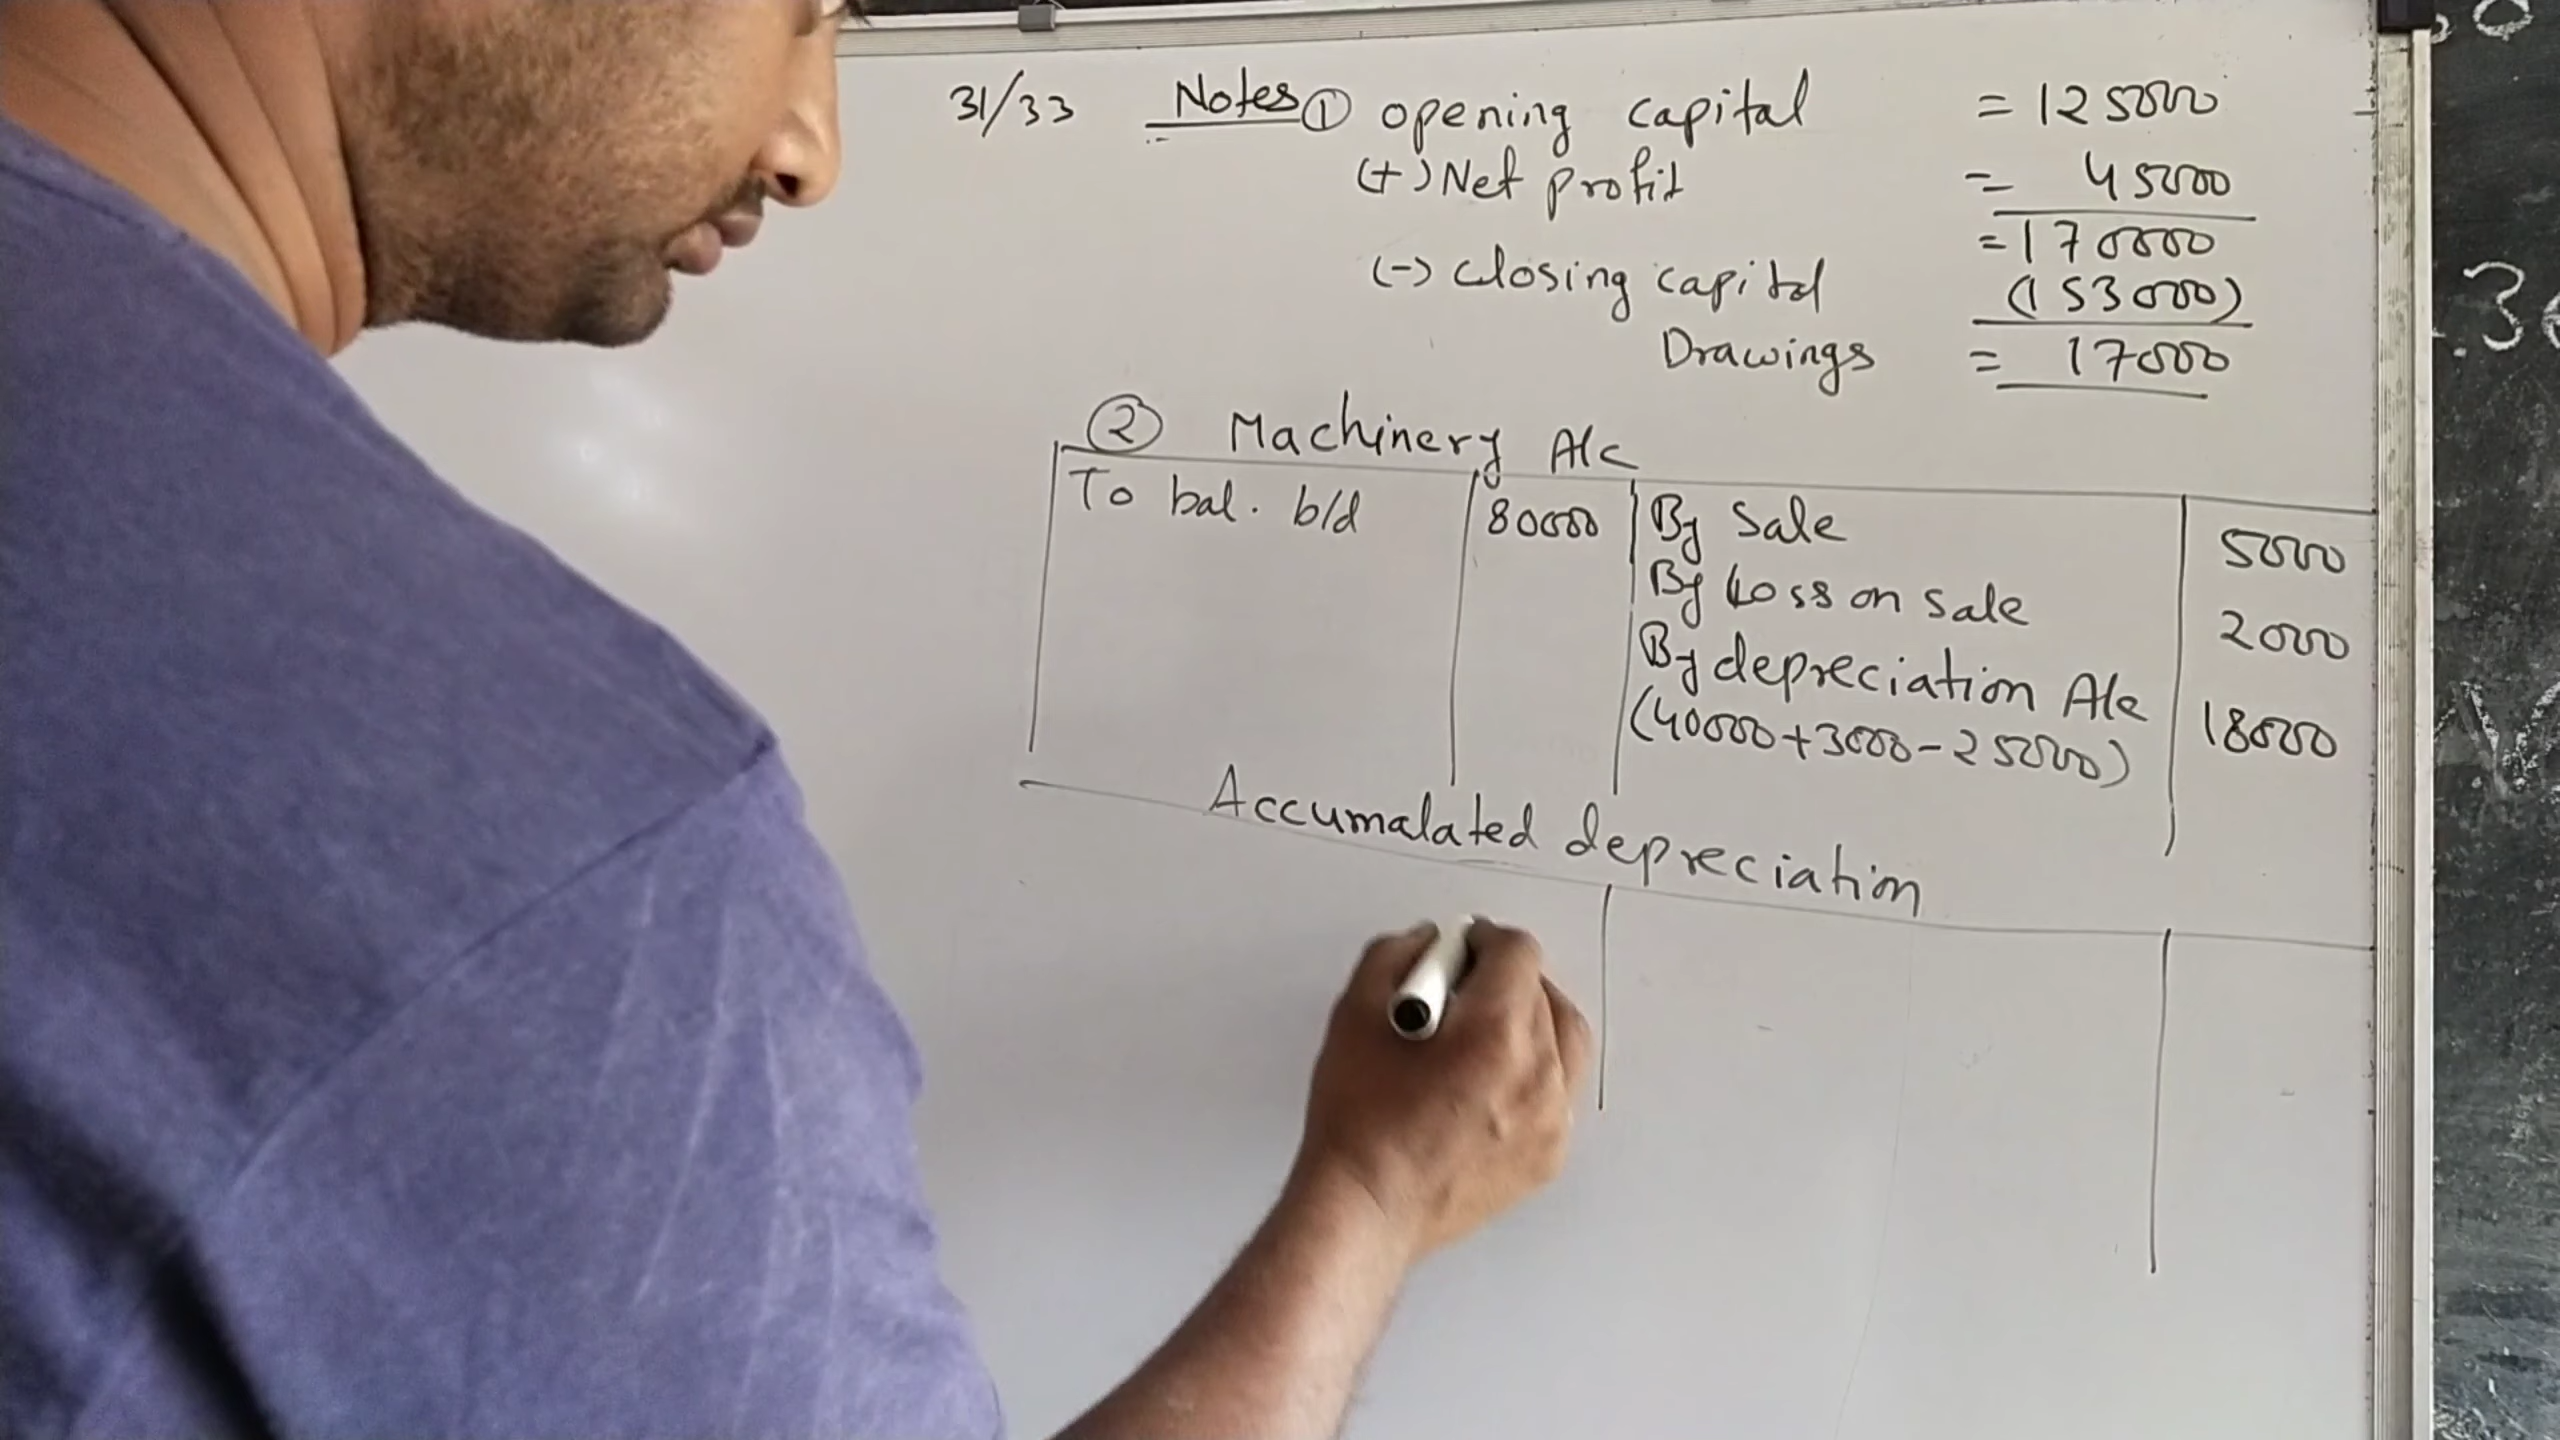 31/33 Notes ① opening capital = 125000
(+) Net profit = 45000
= 170000
(-) closing capital (153000)
Drawings = 17000
② Machinery A/c
To bal. b/d 80000 By Sale 5000
By Loss on sale 2000
By depreciation A/c 18000
(40000+3000-25000)
Accumalated depreciation